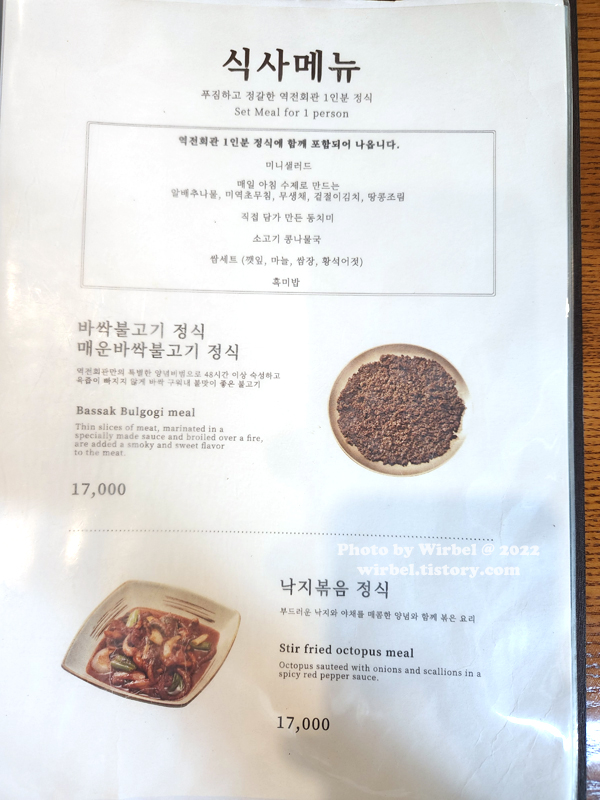 식사메뉴
푸짐하고 정갈한 역전회관 1인분 정식
Set Meal for 1 person
역전회관 1인분 정식에 함께 포함되어 나옵니다.
미니샐러드
매일 아침 수제로 만드는
알배추나물, 미역초무침, 무생채, 겉절이김치, 땅콩조림
직접 담가 만든 동치미
소고기 콩나물국
쌈세트 (깻잎, 마늘, 쌈장, 황석어젓)
흑미밥
바싹불고기 정식
매운바싹불고기 정식
역전회관만의 특별한 양념비법으로 48시간 이상 숙성하고
육즙이 빠지지 않게 바싹 구워내 불맛이 좋은 불고기
Bassak Bulgogi meal
Thin slices of meat, marinated in a
specially made sauce and broiled over a fire,
are added a smoky and sweet flavor
to the meat.
17,000
Photo by Wirbel @ 2022
wirbel.tistory.com
낙지볶음 정식
부드러운 낙지와 야채를 매콤한 양념와 함께 볶은 요리
Stir fried octopus meal
Octopus sauteed with onions and scallions in a
spicy red pepper sauce.
17,000